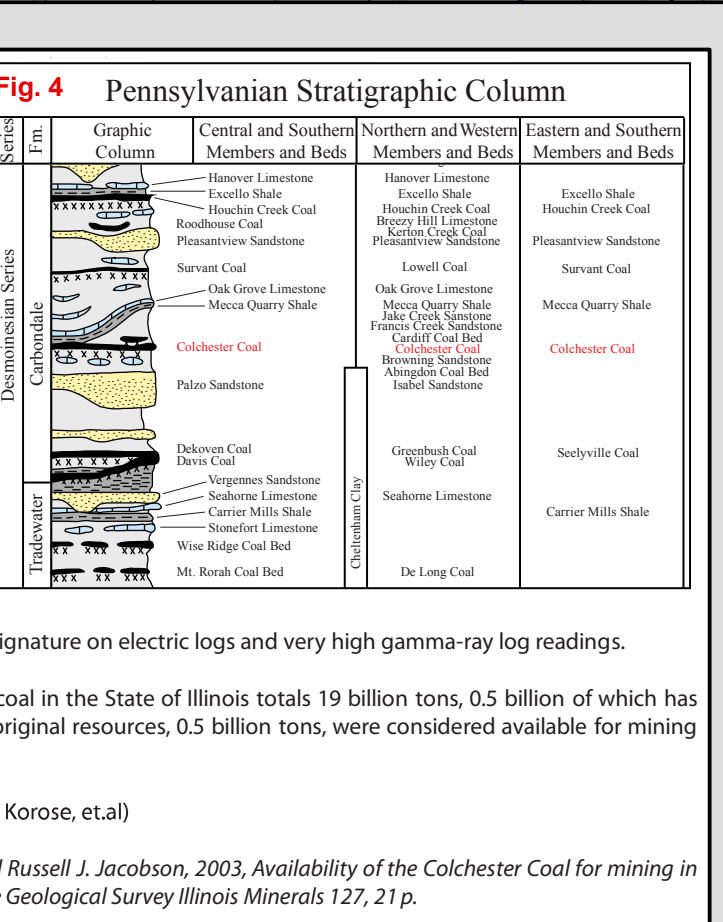 Fig. 4 Pennsylvanian Stratigraphic Column
Series
Fm.
Graphic Column
Central and Southern Members and Beds
Northern and Western Members and Beds
Eastern and Southern Members and Beds
Desmoinesian Series
Carbondale
Tradewater
Hanover Limestone
Excello Shale
Houchin Creek Coal
Roodhouse Coal
Pleasantview Sandstone
Survant Coal
Oak Grove Limestone
Mecca Quarry Shale
Colchester Coal
Palzo Sandstone
Dekoven Coal
Davis Coal
Vergennes Sandstone
Seahorne Limestone
Carrier Mills Shale
Stonefort Limestone
Wise Ridge Coal Bed
Mt. Rorah Coal Bed
Cheltenham Clay
Hanover Limestone
Excello Shale
Houchin Creek Coal
Breezy Hill Limestone
Kerton Creek Coal
Pleasantview Sandstone
Lowell Coal
Oak Grove Limestone
Mecca Quarry Shale
Jake Creek Sanstone
Francis Creek Sandstone
Cardiff Coal Bed
Colchester Coal
Browning Sandstone
Abingdon Coal Bed
Isabel Sandstone
Greenbush Coal
Wiley Coal
Seahorne Limestone
De Long Coal
Excello Shale
Houchin Creek Coal
Pleasantview Sandstone
Survant Coal
Mecca Quarry Shale
Colchester Coal
Seelyville Coal
Carrier Mills Shale
ignature on electric logs and very high gamma-ray log readings.
coal in the State of Illinois totals 19 billion tons, 0.5 billion of which has
original resources, 0.5 billion tons, were considered available for mining
Korose, et.al)
Russell J. Jacobson, 2003, Availability of the Colchester Coal for mining in
Geological Survey Illinois Minerals 127, 21 p.